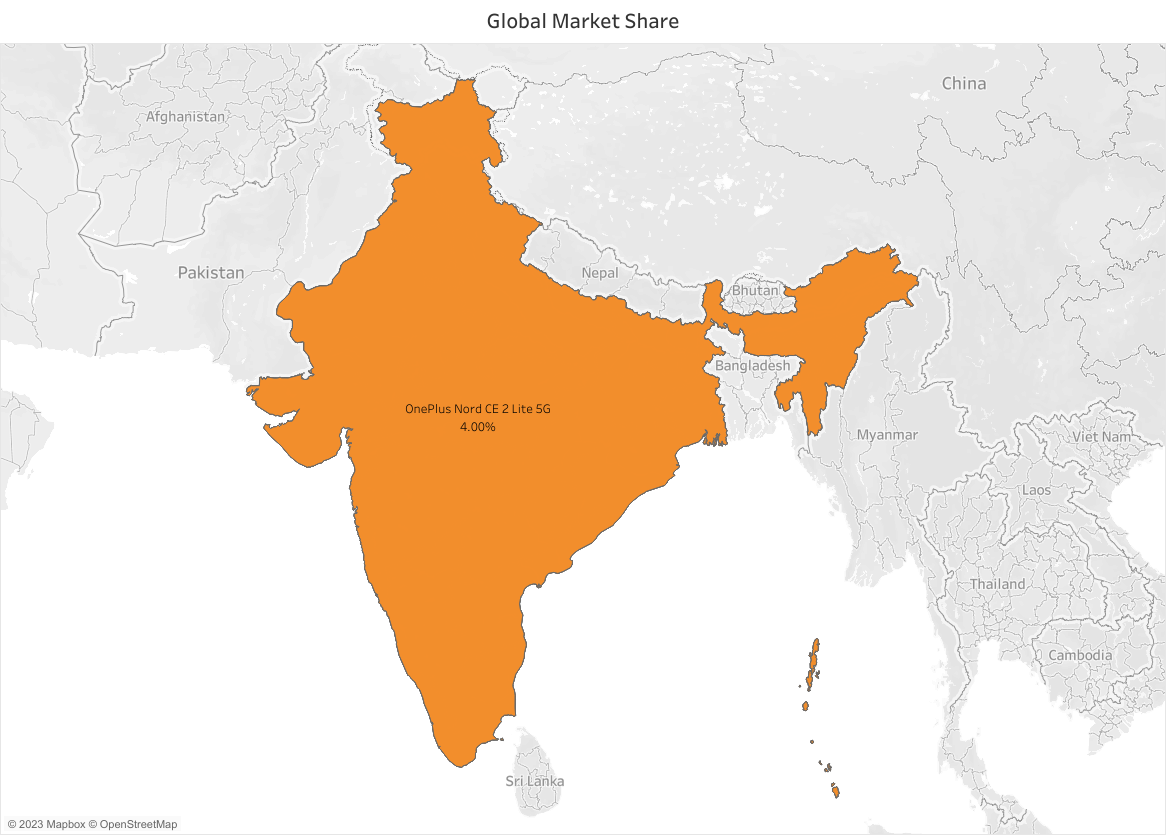 Global Market Share
China
Afghanistan
Pakistan
Nepal
Bhutan
Bangladesh
OnePlus Nord CE 2 Lite 5G
4.00%
Myanmar
Viet Nam
Laos
Thailand
Cambodia
Sri Lanka
© 2023 Mapbox © OpenStreetMap